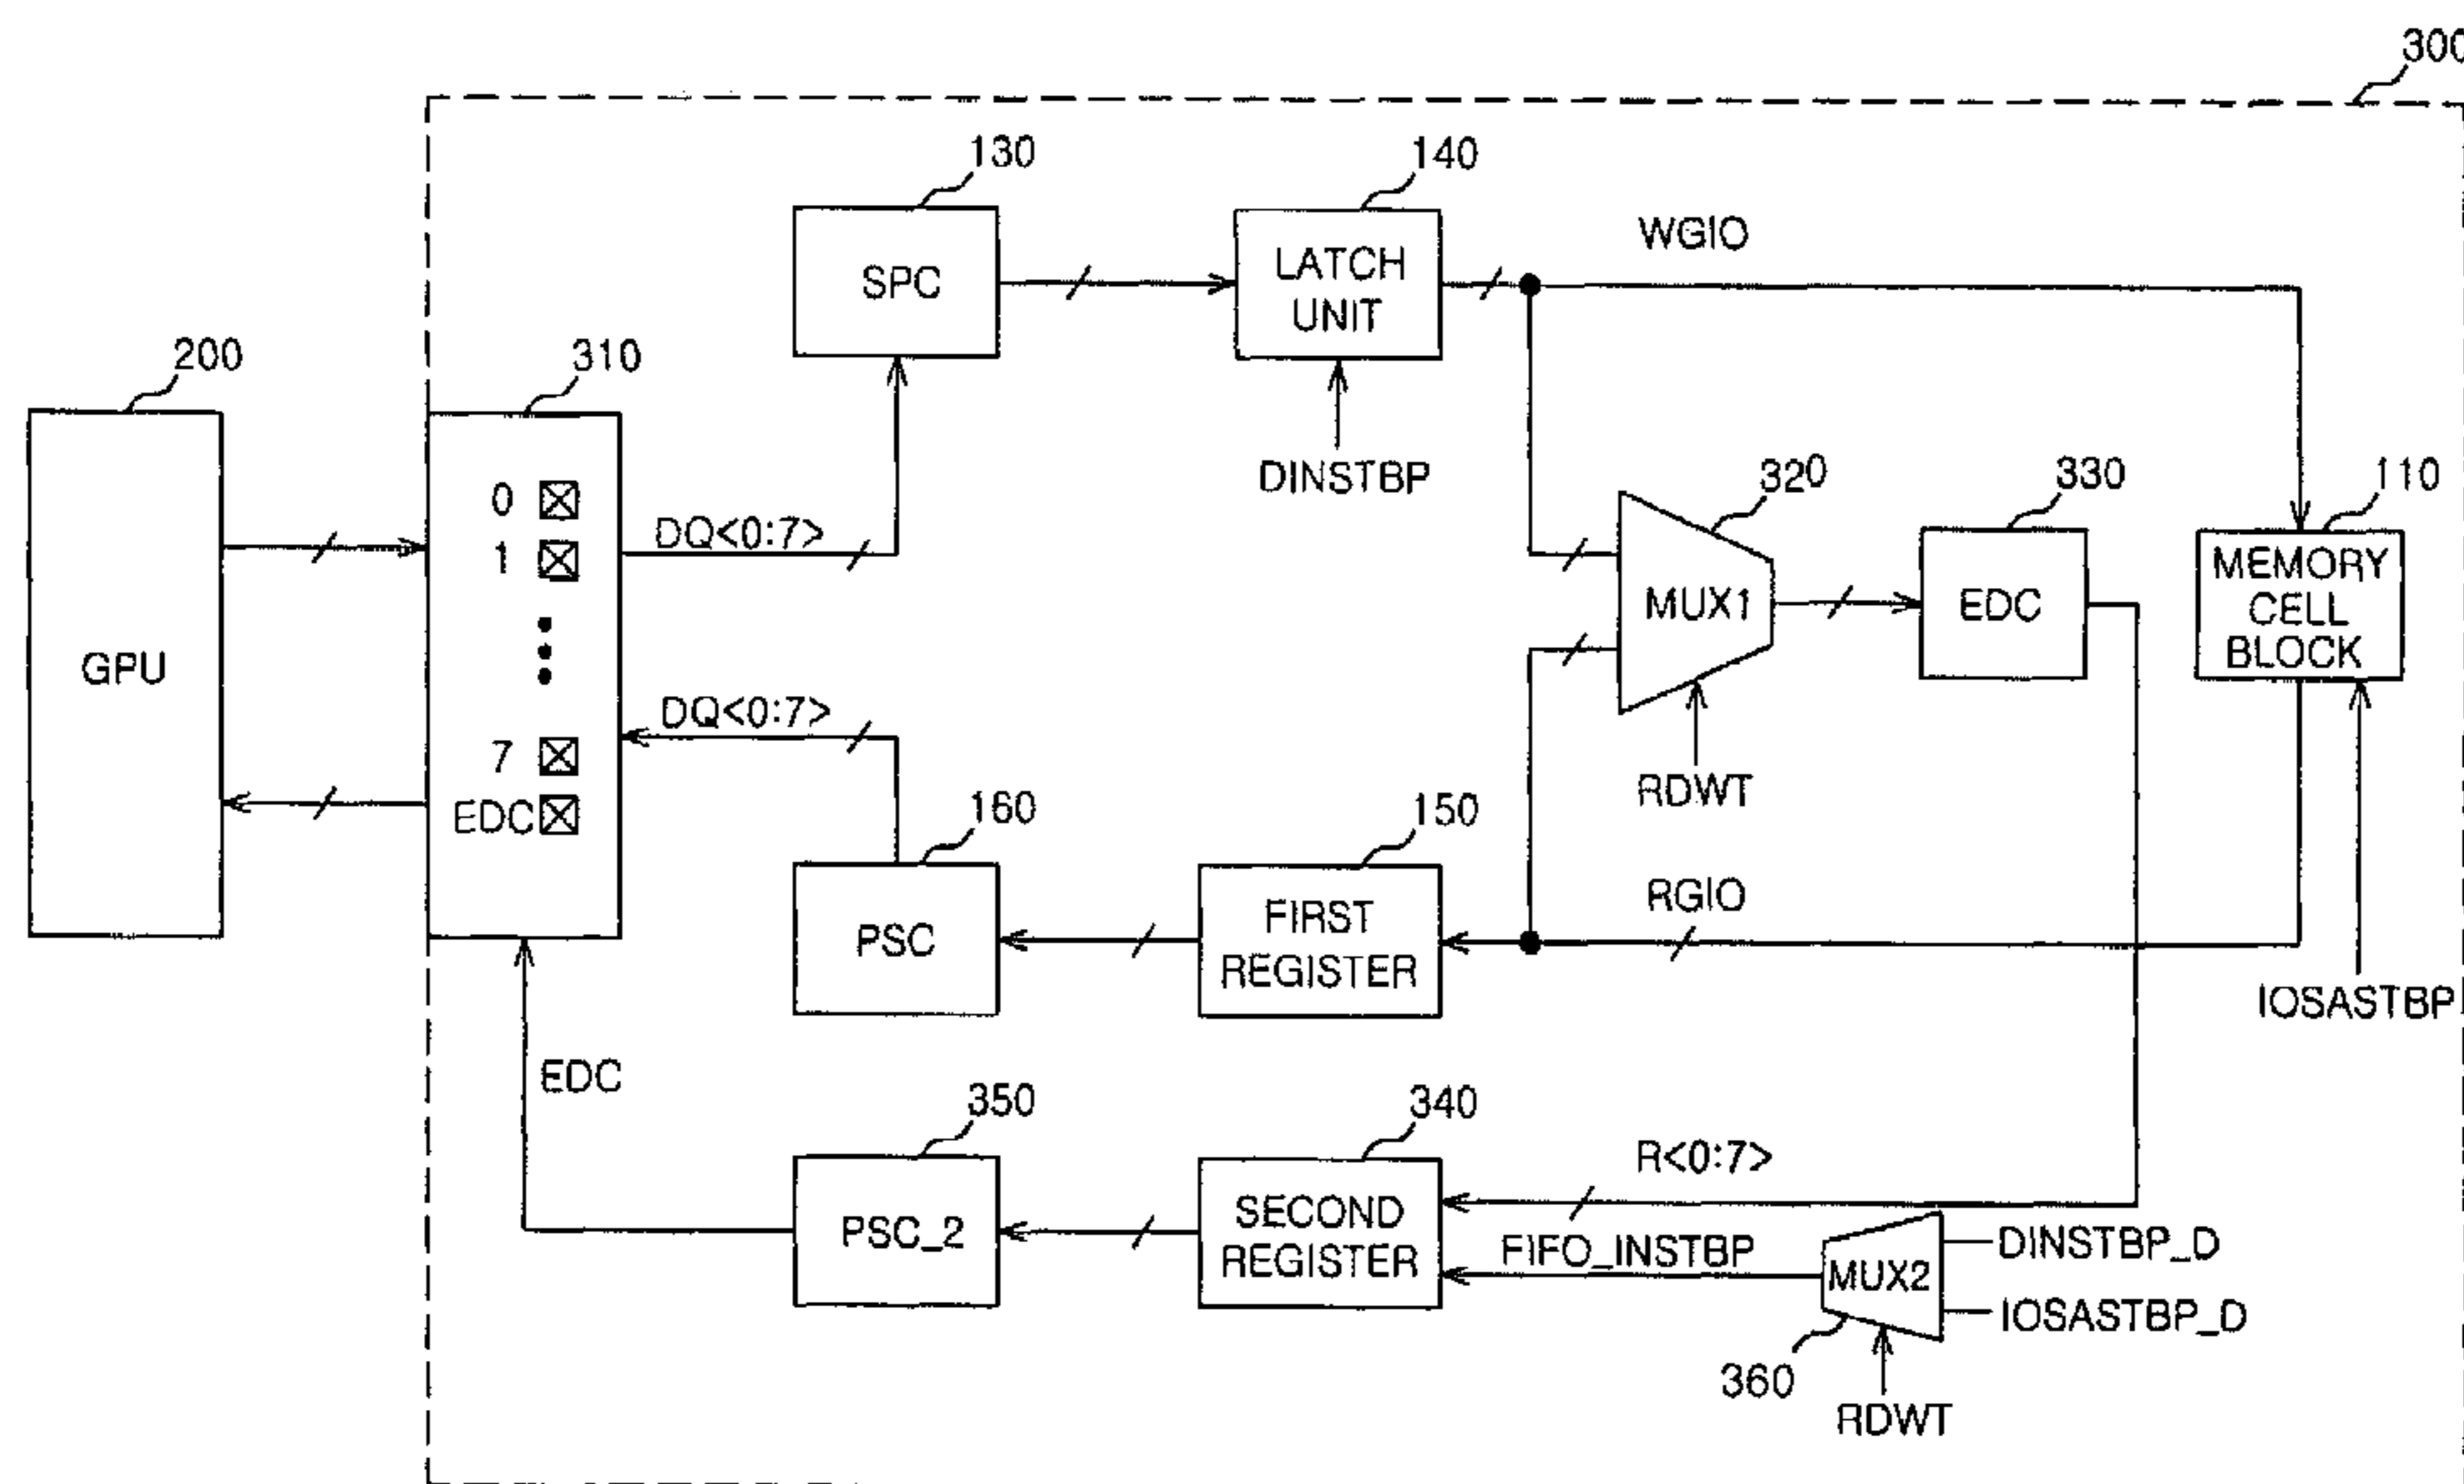 300
130
140
SPC
LATCH
UNIT
WGIO
DINSTBP
200
GPU
310
0
1
7
EDC
DQ<0:7>
DQ<0:7>
320
MUX1
RDWT
330
EDC
110
MEMORY
CELL
BLOCK
IOSASTBP
160
PSC
150
FIRST
REGISTER
RGIO
EDC
350
PSC_2
340
SECOND
REGISTER
R<0:7>
FIFO_INSTBP
MUX2
DINSTBP_D
IOSASTBP_D
360
RDWT